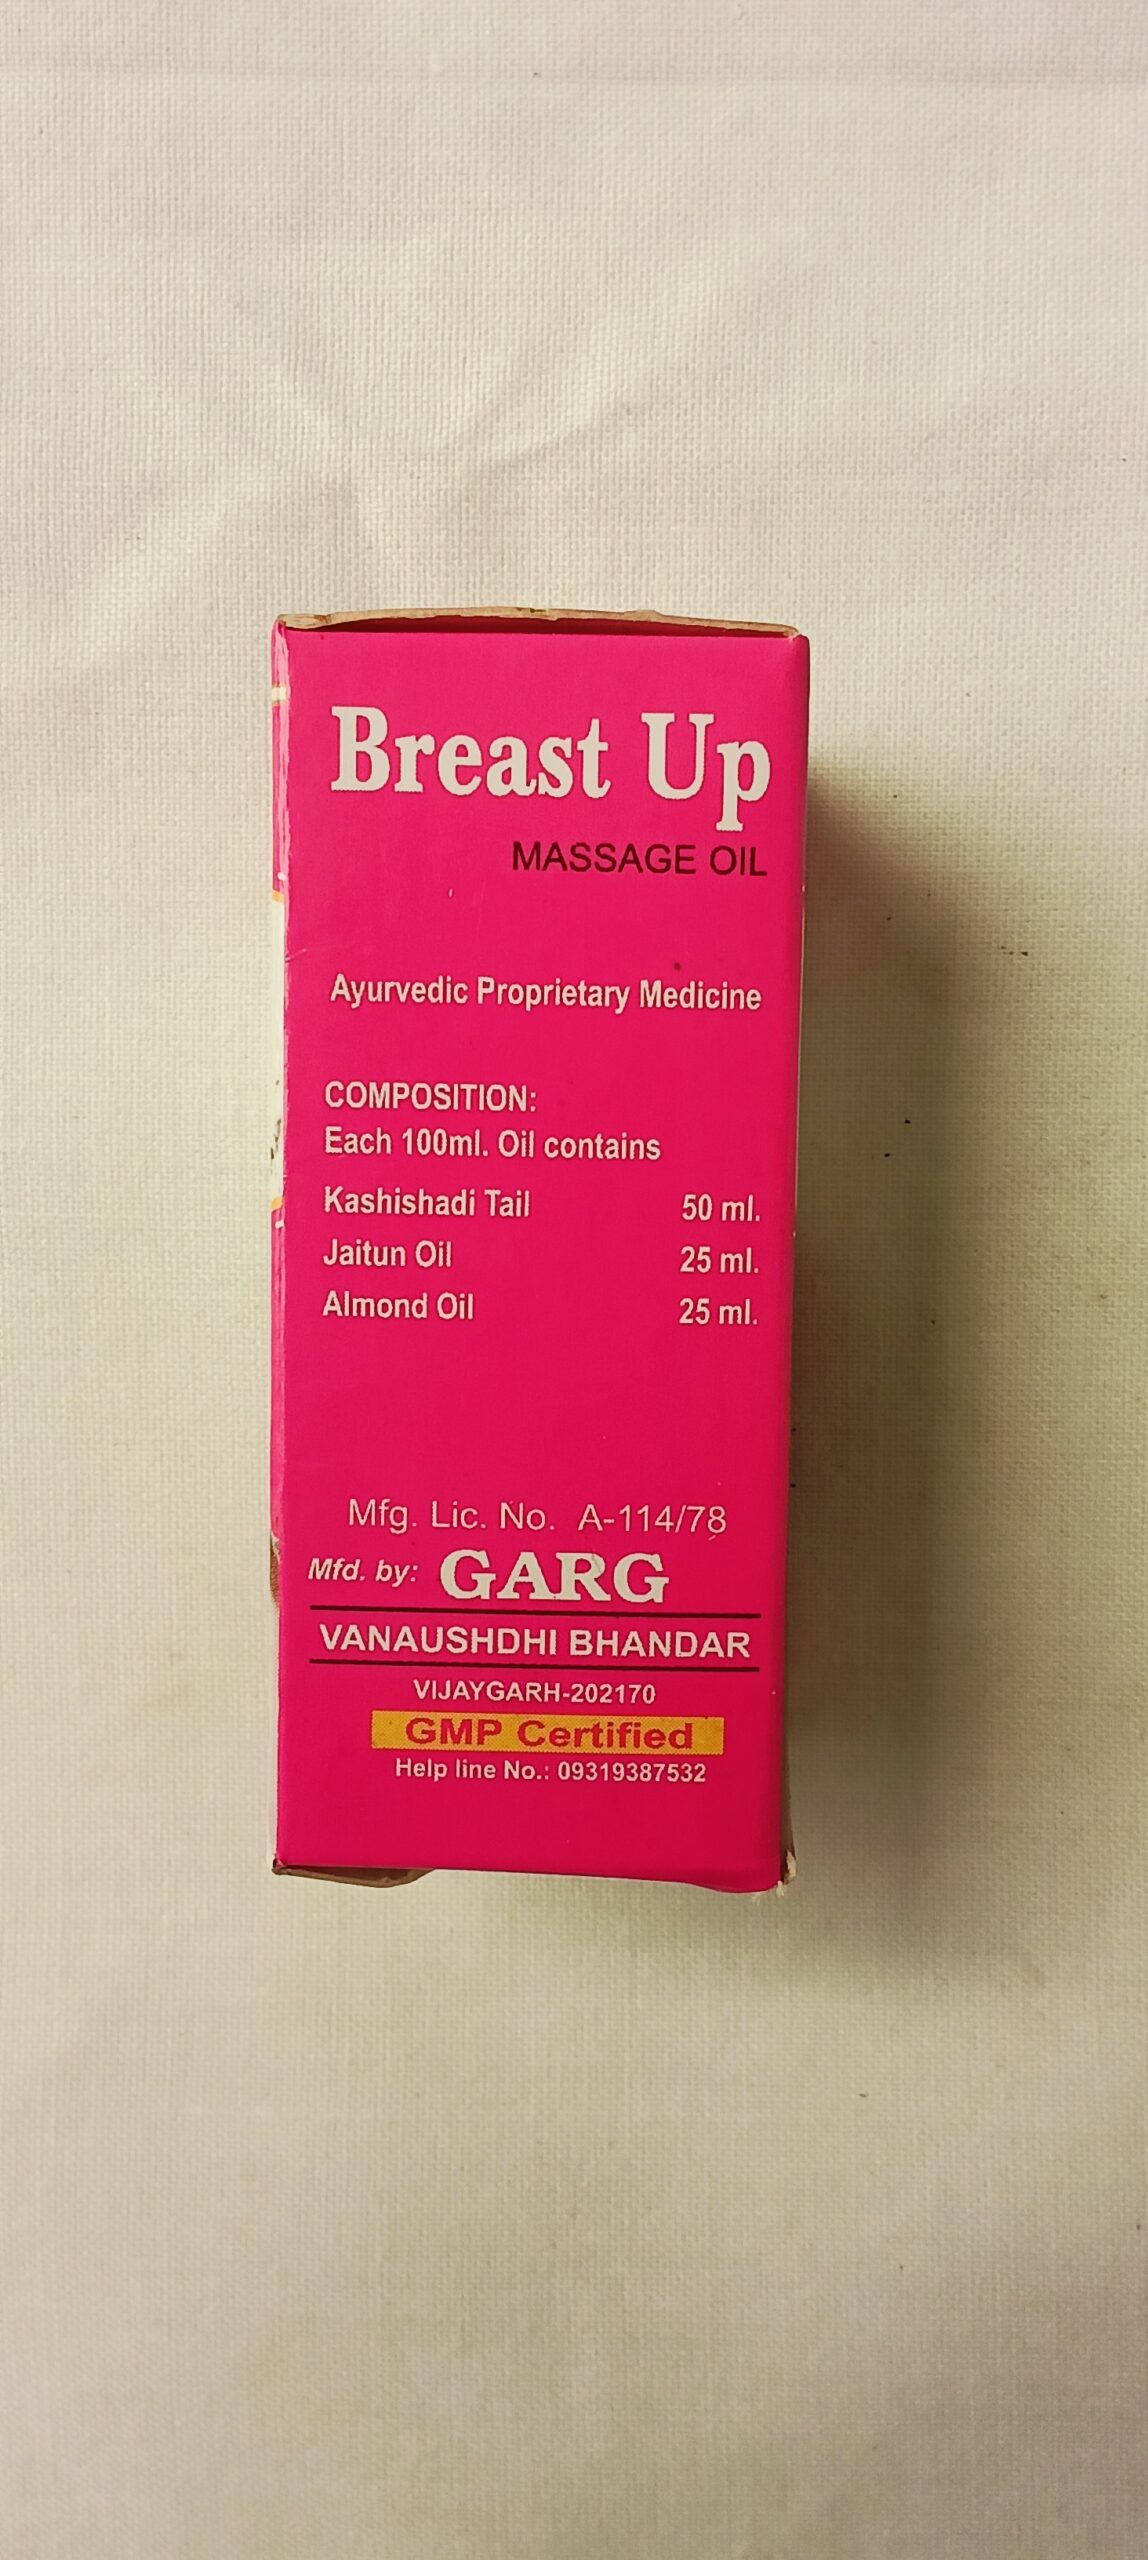 Breast Up
MASSAGE OIL
Ayurvedic Proprietary Medicine
COMPOSITION:
Each 100ml. Oil contains
Kashishadi Tail 50 ml.
Jaitun Oil 25 ml.
Almond Oil 25 ml.
Mfg. Lic. No. A-114/78
Mfd. by: GARG
VANAUSHDHI BHANDAR
VIJAYGARH-202170
GMP Certified
Help line No.: 09319387532